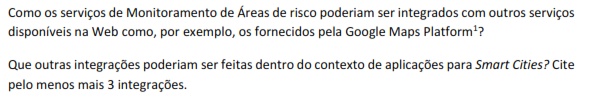 Como os serviços de Monitoramento de Áreas de risco poderiam ser integrados com outros serviços
disponíveis na Web como, por exemplo, os fornecidos pela Google Maps Platform¹?
Que outras integrações poderiam ser feitas dentro do contexto de aplicações para Smart Cities? Cite
pelo menos mais 3 integrações.